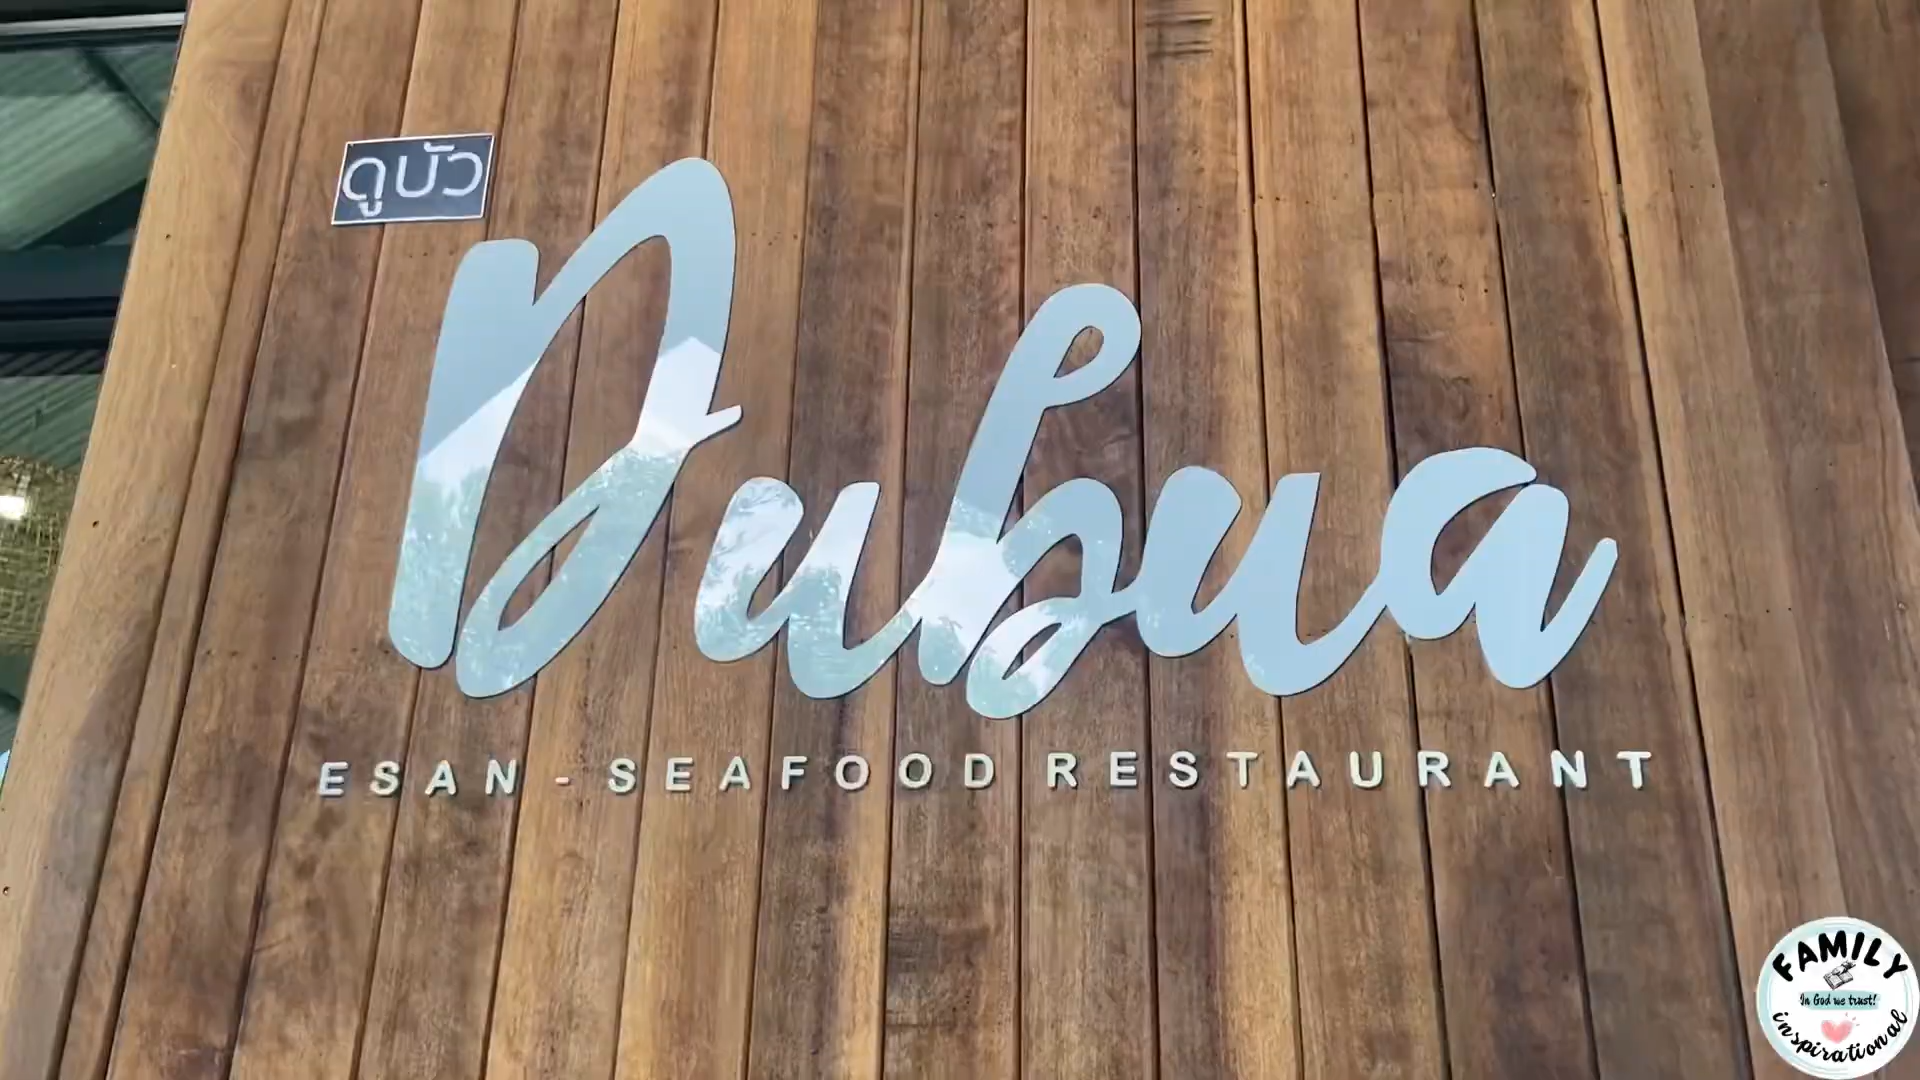 ดูบัว
Dubua
ESAN-SEAFOOD RESTAURANT
FAMILY
In God we trust!
inspirational